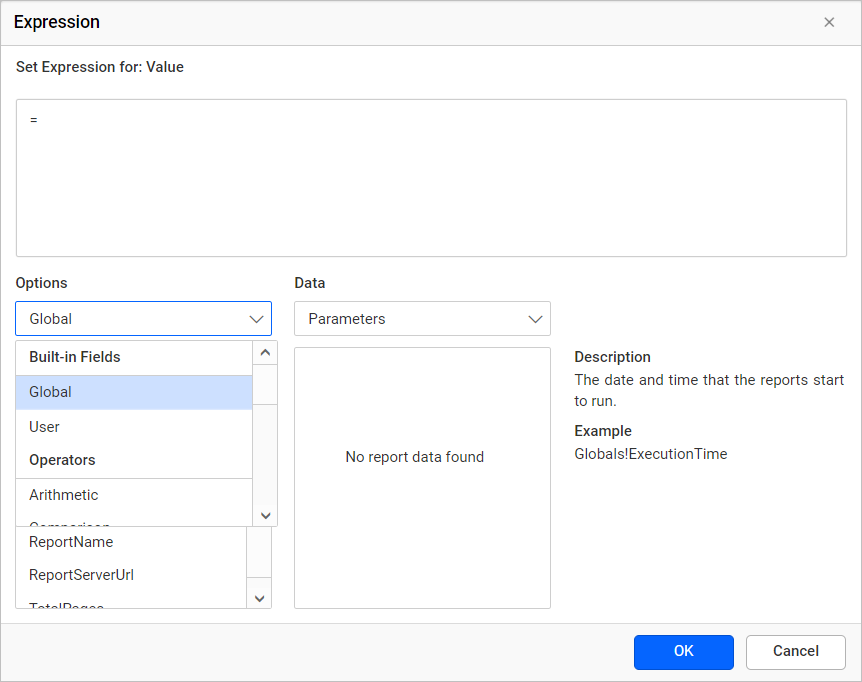 Expression
Set Expression for: Value
=
Options
Data
Global
Parameters
Built-in Fields
Global
User
Operators
Arithmetic
Comparison
ReportName
ReportServerUrl
TotalPages
No report data found
Description
The date and time that the reports start
to run.
Example
Globals!ExecutionTime
OK
Cancel